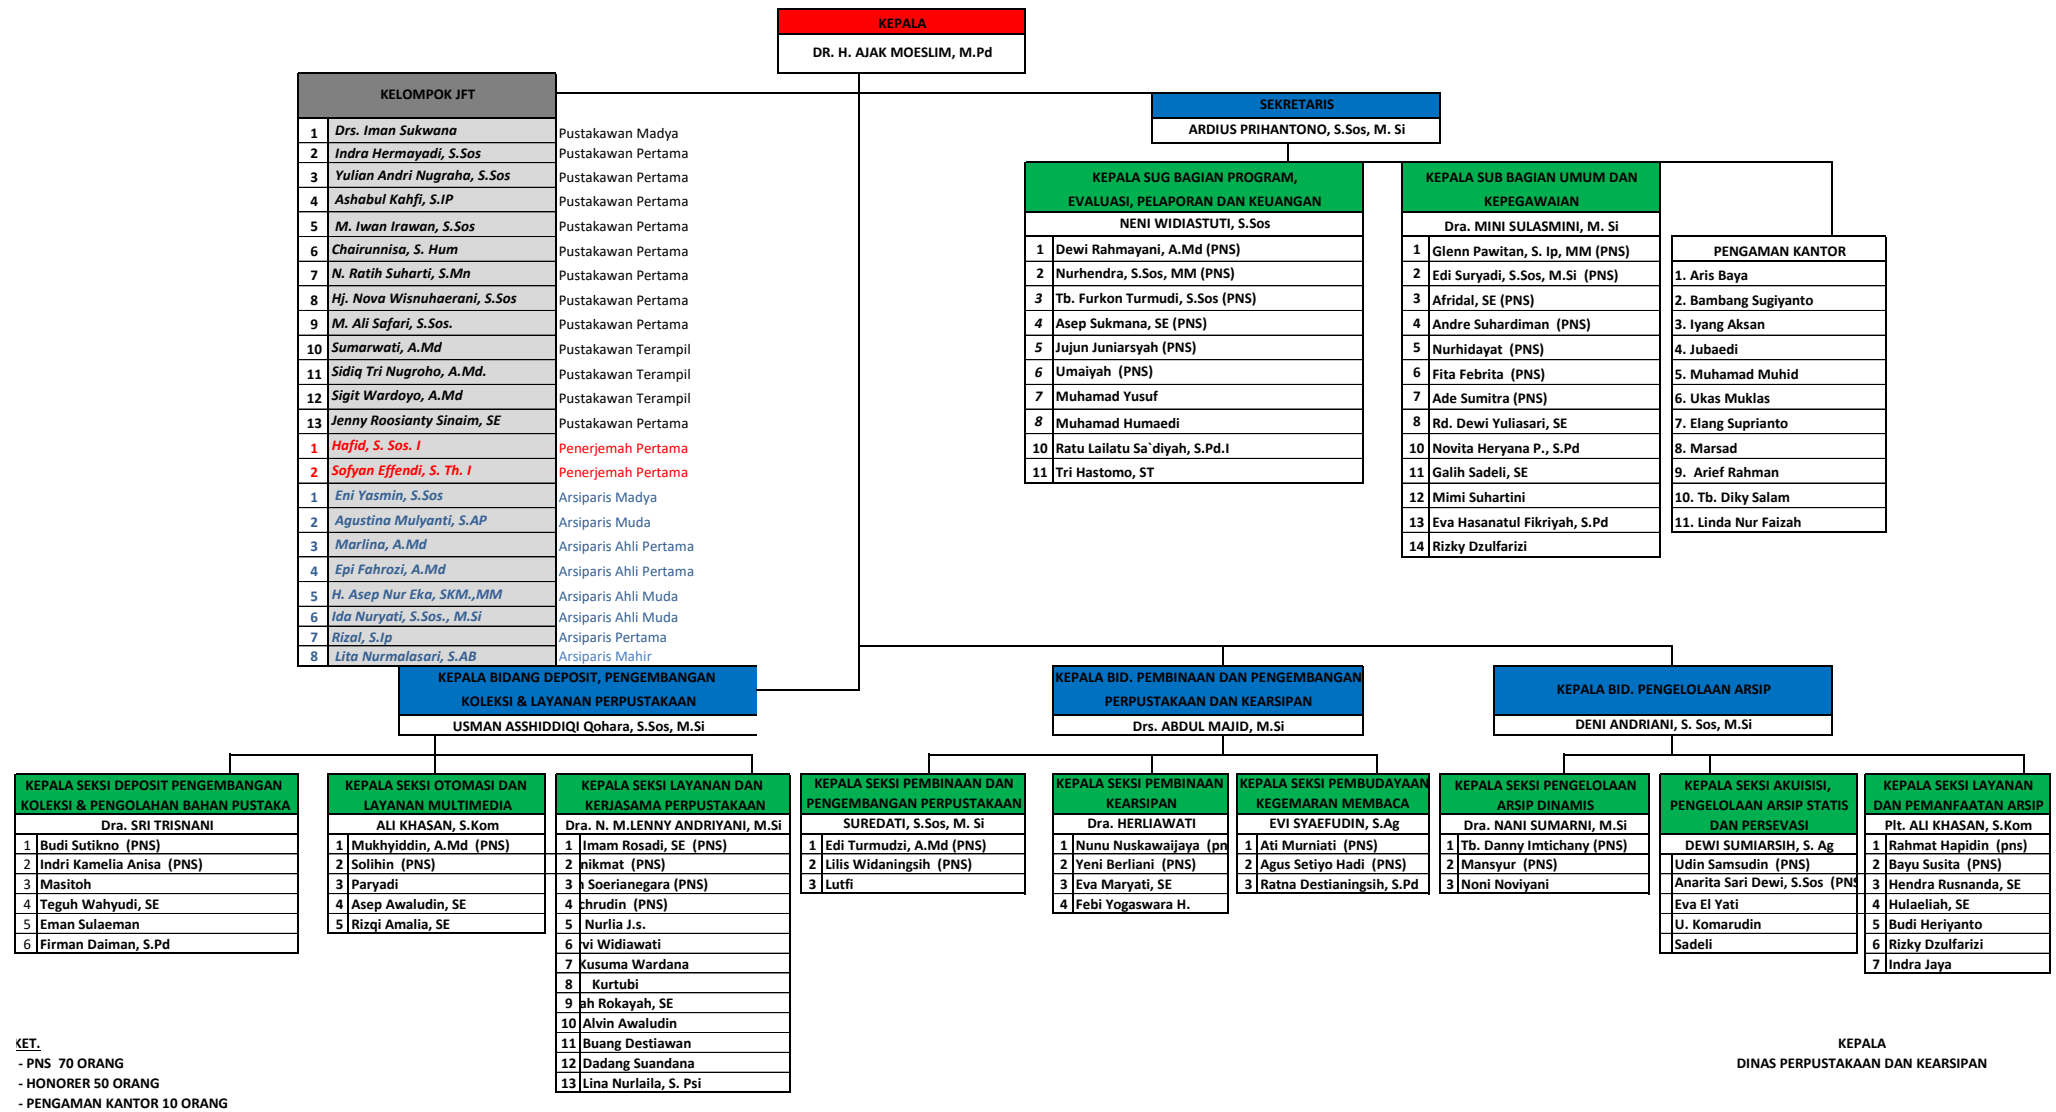 KEPALA
DR. H. AJAK MOESLIM, M.Pd
KELOMPOK JFT
1 Drs. Iman Sukwana Pustakawan Madya
2 Indra Hermayadi, S.Sos Pustakawan Pertama
3 Yulian Andri Nugraha, S.Sos Pustakawan Pertama
4 Ashabul Kahfi, S.IP Pustakawan Pertama
5 M. Iwan Irawan, S.Sos Pustakawan Pertama
6 Chairunnisa, S. Hum Pustakawan Pertama
7 N. Ratih Suharti, S.Mn Pustakawan Pertama
8 Hj. Nova Wisnuhaerani, S.Sos Pustakawan Pertama
9 M. Ali Safari, S.Sos. Pustakawan Pertama
10 Sumarwati, A.Md Pustakawan Terampil
11 Sidiq Tri Nugroho, A.Md. Pustakawan Terampil
12 Sigit Wardoyo, A.Md Pustakawan Terampil
13 Jenny Roosianty Sinaim, SE Pustakawan Pertama
1 Hafid, S. Sos. I Penerjemah Pertama
2 Sofyan Effendi, S. Th. I Penerjemah Pertama
1 Eni Yasmin, S.Sos Arsiparis Madya
2 Agustina Mulyanti, S.AP Arsiparis Muda
3 Marlina, A.Md Arsiparis Ahli Pertama
4 Epi Fahrozi, A.Md Arsiparis Ahli Pertama
5 H. Asep Nur Eka, SKM.,MM Arsiparis Ahli Muda
6 Ida Nuryati, S.Sos., M.Si Arsiparis Ahli Muda
7 Rizal, S.Ip Arsiparis Pertama
8 Lita Nurmalasari, S.AB Arsiparis Mahir
SEKRETARIS
ARDIUS PRIHANTONO, S.Sos, M. Si
KEPALA SUG BAGIAN PROGRAM,
EVALUASI, PELAPORAN DAN KEUANGAN
NENI WIDIASTUTI, S.Sos
1 Dewi Rahmayani, A.Md (PNS)
2 Nurhendra, S.Sos, MM (PNS)
3 Tb. Furkon Turmudi, S.Sos (PNS)
4 Asep Sukmana, SE (PNS)
5 Jujun Juniarsyah (PNS)
6 Umaiyah (PNS)
7 Muhamad Yusuf
8 Muhamad Humaedi
10 Ratu Lailatu Sa`diyah, S.Pd.I
11 Tri Hastomo, ST
KEPALA SUB BAGIAN UMUM DAN
KEPEGAWAIAN
Dra. MINI SULASMINI, M. Si
1 Glenn Pawitan, S. Ip, MM (PNS)
2 Edi Suryadi, S.Sos, M.Si (PNS)
3 Afridal, SE (PNS)
4 Andre Suhardiman (PNS)
5 Nurhidayat (PNS)
6 Fita Febrita (PNS)
7 Ade Sumitra (PNS)
8 Rd. Dewi Yuliasari, SE
10 Novita Heryana P., S.Pd
11 Galih Sadeli, SE
12 Mimi Suhartini
13 Eva Hasanatul Fikriyah, S.Pd
14 Rizky Dzulfarizi
PENGAMAN KANTOR
1. Aris Baya
2. Bambang Sugiyanto
3. Iyang Aksan
4. Jubaedi
5. Muhamad Muhid
6. Ukas Muklas
7. Elang Suprianto
8. Marsad
9. Arief Rahman
10. Tb. Diky Salam
11. Linda Nur Faizah
KEPALA BIDANG DEPOSIT, PENGEMBANGAN
KOLEKSI & LAYANAN PERPUSTAKAAN
USMAN ASSHIDDIQI Qohara, S.Sos, M.Si
KEPALA BID. PEMBINAAN DAN PENGEMBANGAN
PERPUSTAKAAN DAN KEARSIPAN
Drs. ABDUL MAJID, M.Si
KEPALA BID. PENGELOLAAN ARSIP
DENI ANDRIANI, S. Sos, M.Si
KEPALA SEKSI DEPOSIT PENGEMBANGAN
KOLEKSI & PENGOLAHAN BAHAN PUSTAKA
Dra. SRI TRISNANI
1 Budi Sutikno (PNS)
2 Indri Kamelia Anisa (PNS)
3 Masitoh
4 Teguh Wahyudi, SE
5 Eman Sulaeman
6 Firman Daiman, S.Pd
KEPALA SEKSI OTOMASI DAN
LAYANAN MULTIMEDIA
ALI KHASAN, S.Kom
1 Mukhyiddin, A.Md (PNS)
2 Solihin (PNS)
3 Paryadi
4 Asep Awaludin, SE
5 Rizqi Amalia, SE
KEPALA SEKSI LAYANAN DAN
KERJASAMA PERPUSTAKAAN
Dra. N. M.LENNY ANDRIYANI, M.Si
1 Imam Rosadi, SE (PNS)
2 nikmat (PNS)
3 Soerianegara (PNS)
4 chrudin (PNS)
5 Nurlia J.s.
6 vi Widiawati
7 Kusuma Wardana
8 Kurtubi
9 ah Rokayah, SE
10 Alvin Awaludin
11 Buang Destiawan
12 Dadang Suandana
13 Lina Nurlaila, S. Psi
KEPALA SEKSI PEMBINAAN DAN
PENGEMBANGAN PERPUSTAKAAN
SUREDATI, S.Sos, M. Si
1 Edi Turmudzi, A.Md (PNS)
2 Lilis Widaningsih (PNS)
3 Lutfi
KEPALA SEKSI PEMBINAAN
KEARSIPAN
Dra. HERLIAWATI
1 Nunu Nuskawaijaya (pn
2 Yeni Berliani (PNS)
3 Eva Maryati, SE
4 Febi Yogaswara H.
KEPALA SEKSI PEMBUDAYAAN
KEGEMARAN MEMBACA
EVI SYAEFUDIN, S.Ag
1 Ati Murniati (PNS)
2 Agus Setiyo Hadi (PNS)
3 Ratna Destianingsih, S.Pd
KEPALA SEKSI PENGELOLAAN
ARSIP DINAMIS
Dra. NANI SUMARNI, M.Si
1 Tb. Danny Imtichany (PNS)
2 Mansyur (PNS)
3 Noni Noviyani
KEPALA SEKSI AKUISISI,
PENGELOLAAN ARSIP STATIS
DAN PERSEVASI
DEWI SUMIARSIH, S. Ag
Udin Samsudin (PNS)
Anarita Sari Dewi, S.Sos (PNS
Eva El Yati
U. Komarudin
Sadeli
KEPALA SEKSI LAYANAN
DAN PEMANFAATAN ARSIP
Plt. ALI KHASAN, S.Kom
1 Rahmat Hapidin (pns)
2 Bayu Susita (PNS)
3 Hendra Rusnanda, SE
4 Hulaeliah, SE
5 Budi Heriyanto
6 Rizky Dzulfarizi
7 Indra Jaya
KET.
- PNS 70 ORANG
- HONORER 50 ORANG
- PENGAMAN KANTOR 10 ORANG
KEPALA
DINAS PERPUSTAKAAN DAN KEARSIPAN